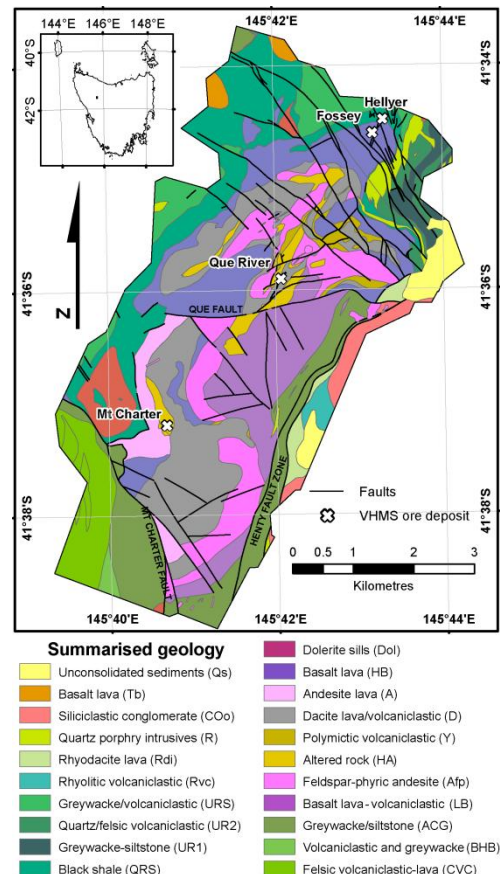 144°E 146°E 148°E
145°42'E 145°44'E
40°S
42°S
41°34'S
Hellyer
Fossey
Que River
41°36'S
41°36'S
QUE FAULT
N
Mt Charter
HENTY FAULT ZONE
MT CHARTER FAULT
Faults
VHMS ore deposit
41°38'S
41°38'S
0 0.5 1 2 3
Kilometres
145°40'E 145°42'E 145°44'E
Summarised geology
Unconsolidated sediments (Qs)
Basalt lava (Tb)
Siliciclastic conglomerate (COo)
Quartz porphry intrusives (R)
Rhyodacite lava (Rdi)
Rhyolitic volcaniclastic (Rvc)
Greywacke/volcaniclastic (URS)
Quartz/felsic volcaniclastic (UR2)
Greywacke-siltstone (UR1)
Black shale (QRS)
Dolerite sills (Dol)
Basalt lava (HB)
Andesite lava (A)
Dacite lava/volcaniclastic (D)
Polymictic volcaniclastic (Y)
Altered rock (HA)
Feldspar-phyric andesite (Afp)
Basalt lava-volcaniclastic (LB)
Greywacke/siltstone (ACG)
Volcaniclastic and greywacke (BHB)
Felsic volcaniclastic-lava (CVC)